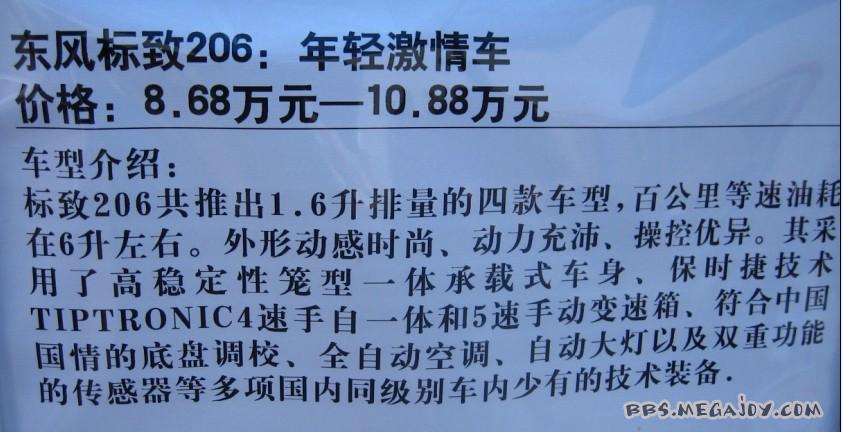 东风标致206：年轻激情车
价格：8.68万元—10.88万元
车型介绍：
标致206共推出1.6升排量的四款车型，百公里等速油耗
在6升左右。外形动感时尚、动力充沛、操控优异。其采
用了高稳定性笼型一体承载式车身、保时捷技术
TIPTRONIC4速手自一体和5速手动变速箱、符合中国
国情的底盘调校、全自动空调、自动大灯以及双重功能
的传感器等多项国内同级别车内少有的技术装备.
BBS.MEGAJOY.COM